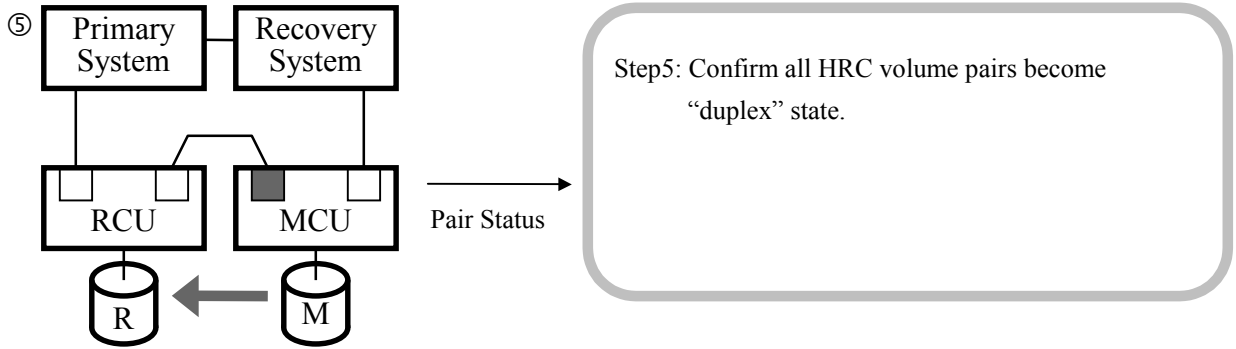 ⑤
Primary
System
Recovery
System
Step5: Confirm all HRC volume pairs become
“duplex” state.
RCU
MCU
Pair Status
R
M